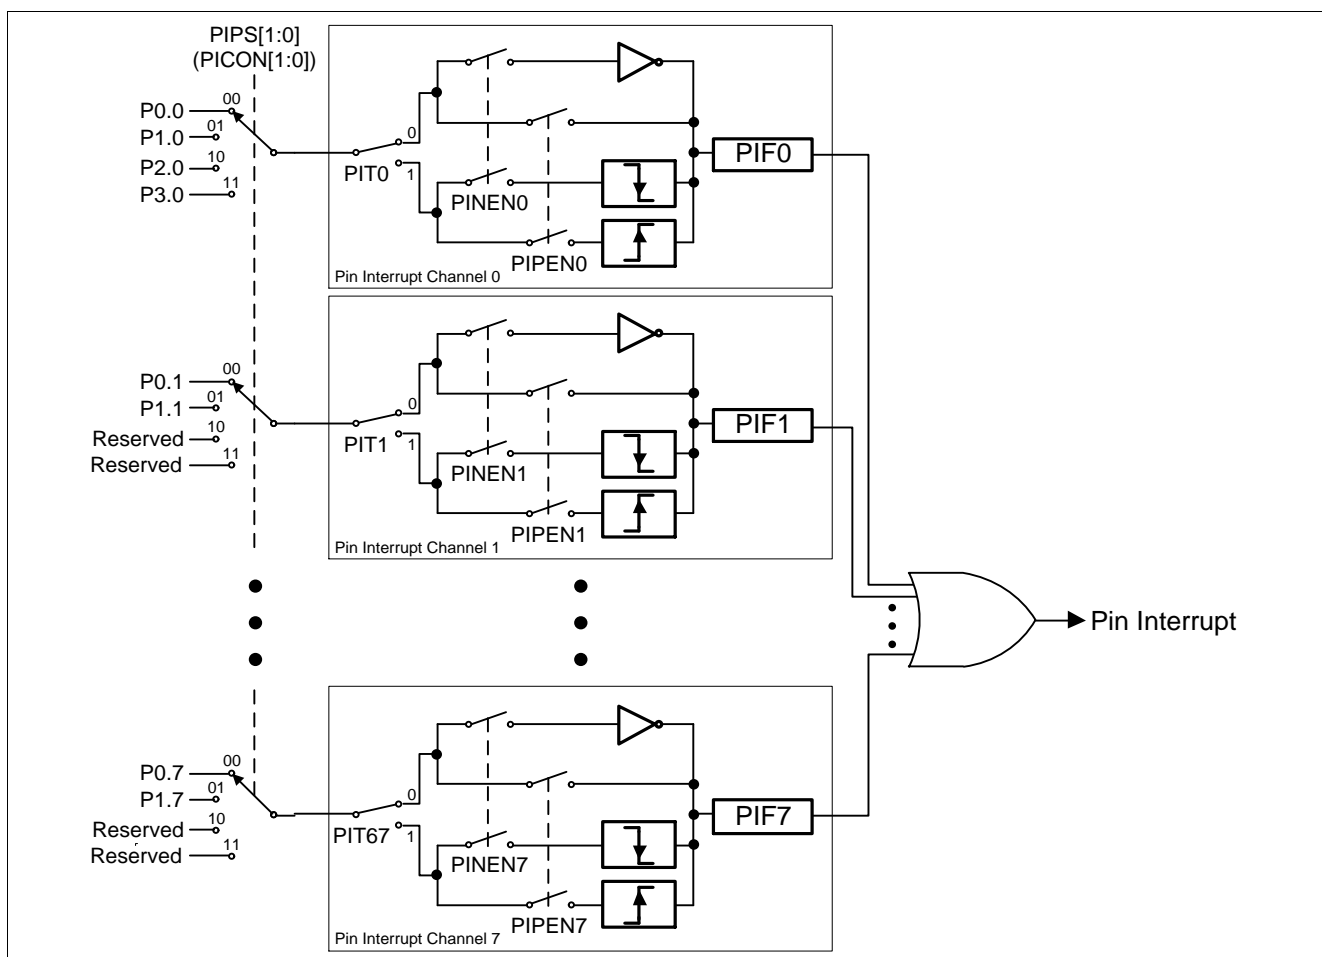 PIPS[1:0]
(PICON[1:0])
00
P0.0
01
P1.0
10
P2.0
11
P3.0
0
PIT0
1
PINEN0
PIPEN0
PIF0
Pin Interrupt Channel 0
00
P0.1
01
P1.1
10
Reserved
11
Reserved
0
PIT1
1
PINEN1
PIPEN1
PIF1
Pin Interrupt Channel 1
Pin Interrupt
00
P0.7
01
P1.7
10
Reserved
11
Reserved
0
PIT67
1
PINEN7
PIPEN7
PIF7
Pin Interrupt Channel 7